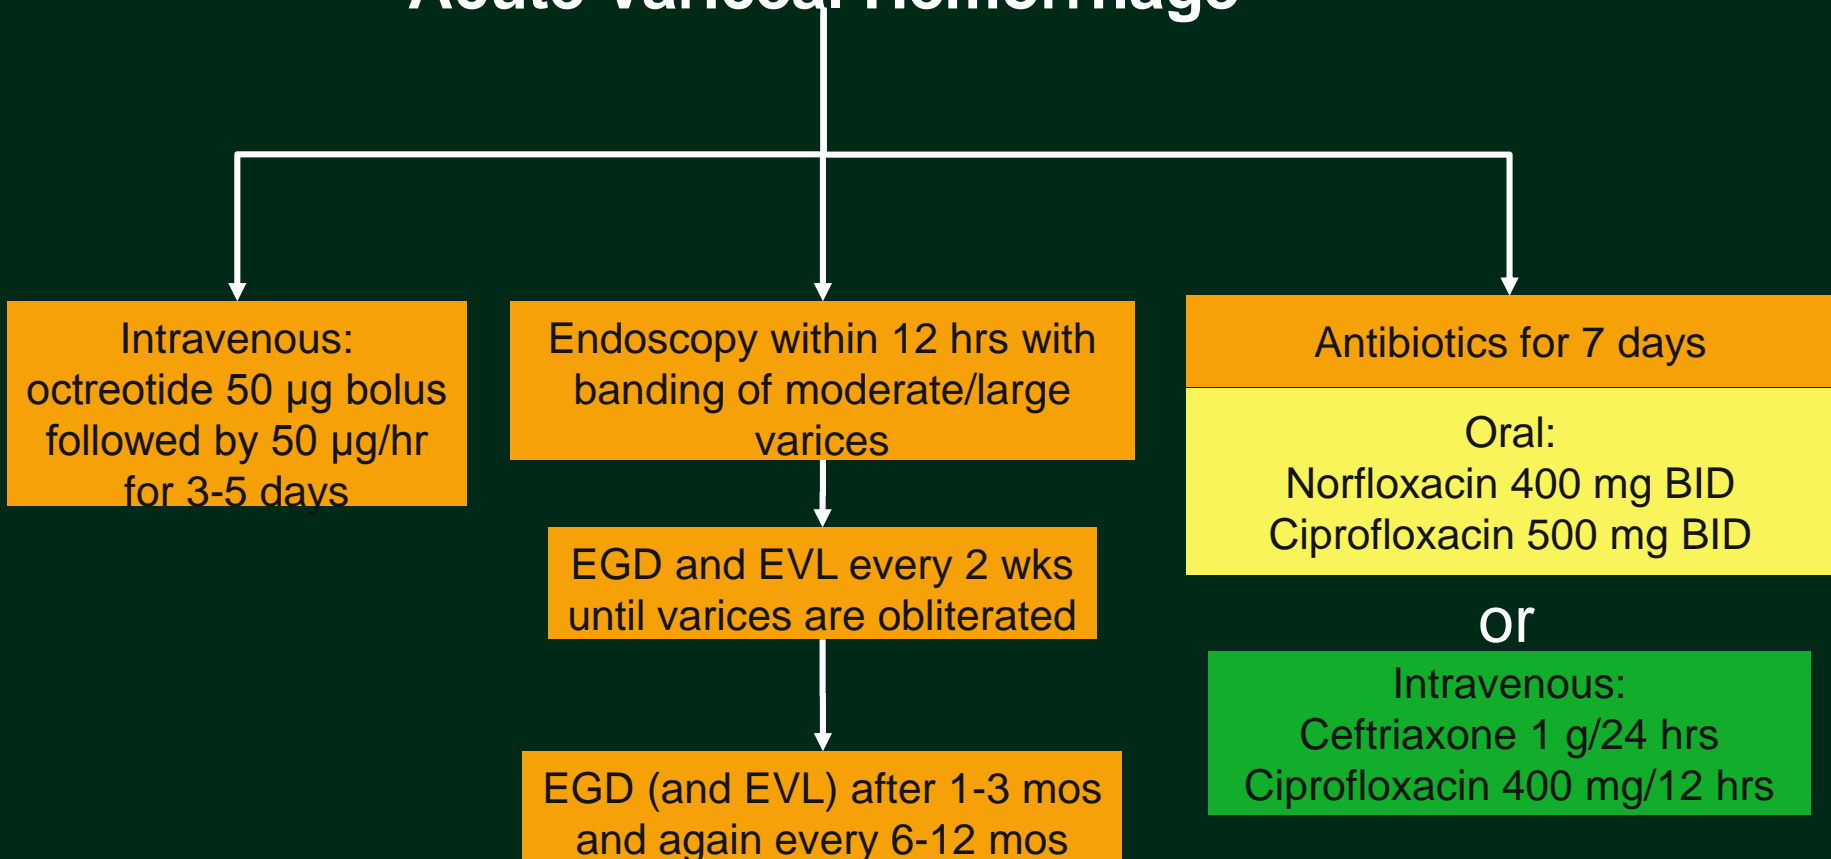 Acute Variceal Hemorrhage
Intravenous:
octreotide 50 µg bolus
followed by 50 µg/hr
for 3-5 days
Endoscopy within 12 hrs with
banding of moderate/large
varices
EGD and EVL every 2 wks
until varices are obliterated
EGD (and EVL) after 1-3 mos
and again every 6-12 mos
Antibiotics for 7 days
Oral:
Norfloxacin 400 mg BID
Ciprofloxacin 500 mg BID
or
Intravenous:
Ceftriaxone 1 g/24 hrs
Ciprofloxacin 400 mg/12 hrs